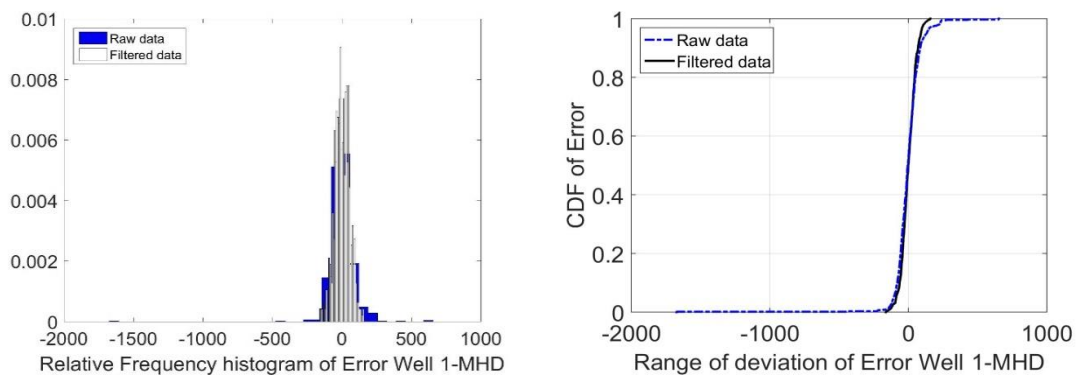 0.01
0.008
0.006
0.004
0.002
0
-2000 -1500 -1000 -500 0 500 1000
Raw data
Filtered data
Relative Frequency histogram of Error Well 1-MHD
CDF of Error
1
0.8
0.6
0.4
0.2
0
-2000 -1000 0 1000
Raw data
Filtered data
Range of deviation of Error Well 1-MHD